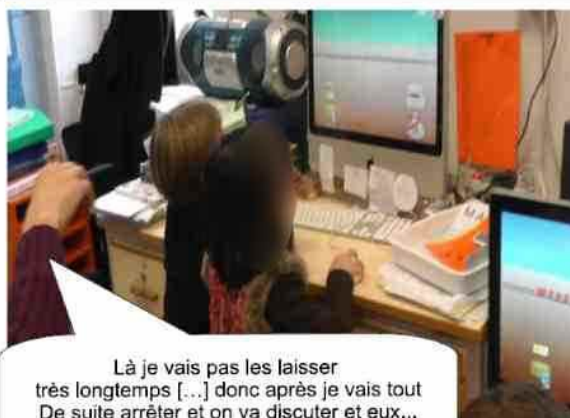 Là je vais pas les laisser
très longtemps [...] donc après je vais tout
De suite arrêter et on va discuter et eux...